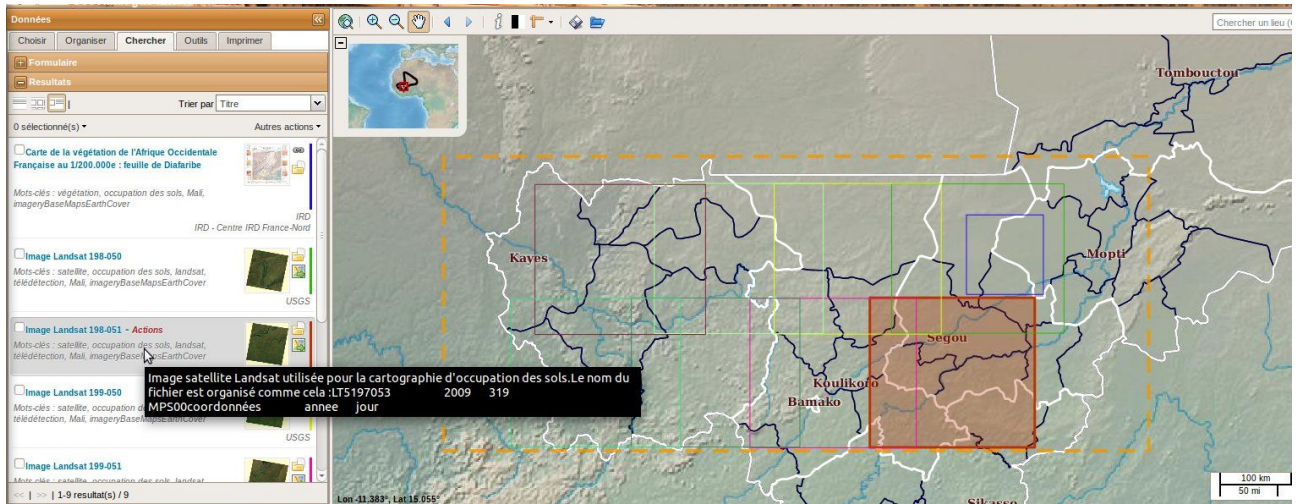 Données
Choisir Organiser Chercher Outils Imprimer
Formulaire
Resultats
Trier par Titre
0 sélectionné(s) Autres actions
Carte de la végétation de l'Afrique Occidentale
Française au 1/200.000e : feuille de Diafaribe
Mots-clés : végétation, occupation des sols, Mali,
imageryBaseMapsEarthCover
IRD
IRD - Centre IRD France-Nord
Image Landsat 198-050
Mots-clés : satellite, occupation des sols, landsat,
télédétection, Mali, imageryBaseMapsEarthCover
USGS
Image Landsat 198-051 - Actions
Mots-clés : satellite, occupation des sols, landsat,
télédétection, Mali, imageryBaseMapsEarthCover
Image satellite Landsat utilisée pour la cartographie d'occupation des sols.Le nom du
fichier est organisé comme cela :LT5197053 2009 319
MPS00coordonnées annee jour
Image Landsat 199-050
Mots-clés : satellite, occupation d
télédétection, Mali, imageryBaseMapsEarthCover
USGS
Image Landsat 199-051
Mots-clés : satellite, occupation des sols, landsat,
<< | >> | 1-9 resultat(s) / 9
Chercher un lieu (
Tombouctou
Kayes
Mopti
Segou
Koulikoro
Bamako
Sikasso
Lon -11.383°, Lat 15.055°
100 km
50 mi